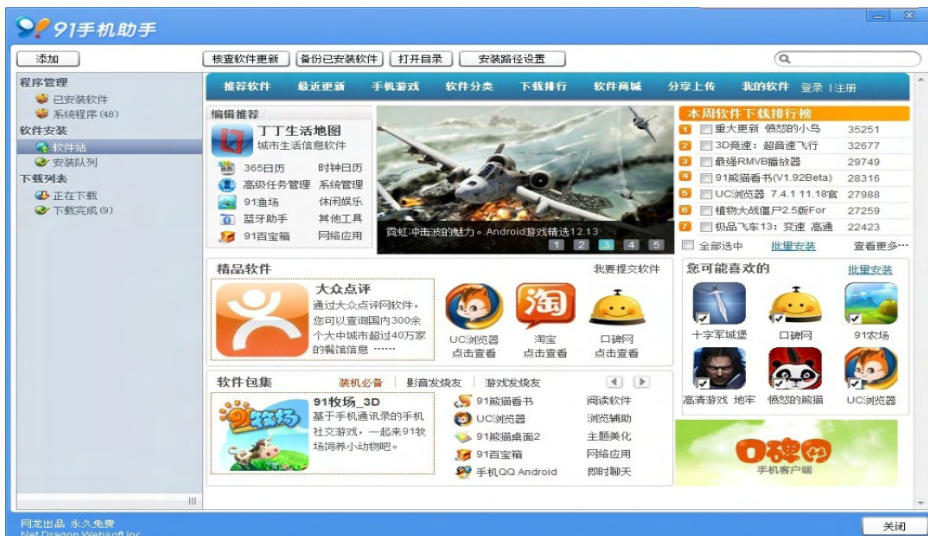 91手机助手
添加
核查软件更新 备份已安装软件 打开目录 安装路径设置
程序管理
已安装软件
系统程序 (48)
软件安装
软件站
安装队列
下载列表
正在下载
下载完成 (9)
推荐软件 最近更新 手机游戏 软件分类 下载排行 软件商城 分享上传 我的软件 登录 | 注册
编辑推荐
丁丁生活地图
城市生活信息软件
365日历 时钟日历
高级任务管理 系统管理
91鱼场 休闲娱乐
蓝牙助手 其他工具
91百宝箱 网络应用
霓虹冲击波的魅力。Android游戏精选12.13
1 2 3 4 5
本周软件下载排行榜
1 重大更新 愤怒的小鸟 35251
2 3D竞速：超音速飞行 32677
3 最强RMVB播放器 29749
4 91熊猫看书(V1.92Beta) 28316
5 UC浏览器 7.4.1 11.18官 27988
6 植物大战僵尸2.5版For 27259
7 极品飞车13：变速 高通 22423
全部选中 批量安装 查看更多…
精品软件 我要提交软件
大众点评
通过大众点评网软件，
您可以查询国内300余
个大中城市超过40万家
的餐馆信息 ……
UC浏览器 淘宝 口碑网
点击查看 点击查看 点击查看
淘
您可能喜欢的 批量安装
十字军城堡 口碑网 91农场
高清游戏 地牢 愤怒的熊猫 UC浏览器
软件包集 装机必备 影音发烧友 游戏发烧友
91牧场
91牧场_3D
基于手机通讯录的手机
社交游戏，一起来91牧
场饲养小动物吧。
91熊猫看书 阅读软件
UC浏览器 浏览辅助
91熊猫桌面2 主题美化
91百宝箱 网络应用
手机QQ Android 即时聊天
口碑网
手机客户端
网龙出品 永久免费
Net Dragon Websoft Inc
关闭